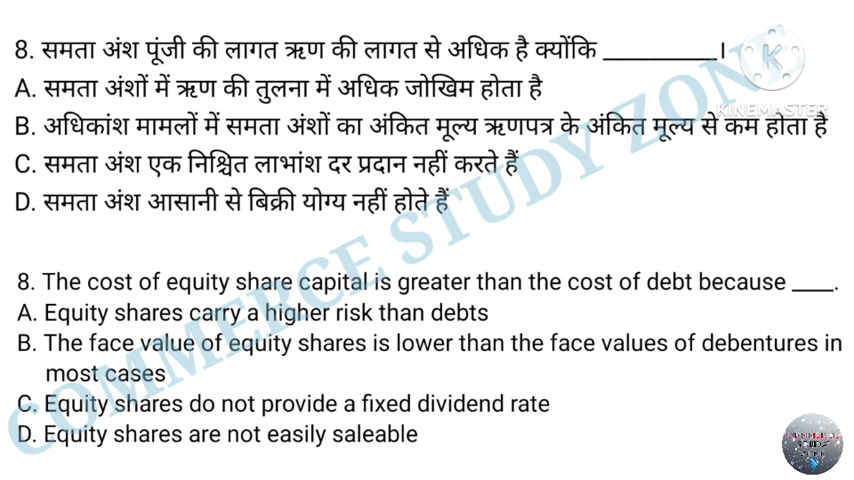 8. समता अंश पूंजी की लागत ऋण की लागत से अधिक है क्योंकि __________।
A. समता अंशों में ऋण की तुलना में अधिक जोखिम होता है
B. अधिकांश मामलों में समता अंशों का अंकित मूल्य ऋणपत्र के अंकित मूल्य से कम होता है
C. समता अंश एक निश्चित लाभांश दर प्रदान नहीं करते हैं
D. समता अंश आसानी से बिक्री योग्य नहीं होते हैं
8. The cost of equity share capital is greater than the cost of debt because ____.
A. Equity shares carry a higher risk than debts
B. The face value of equity shares is lower than the face values of debentures in
most cases
C. Equity shares do not provide a fixed dividend rate
D. Equity shares are not easily saleable
COMMERCE STUDY ZONE
K
KINEMASTER